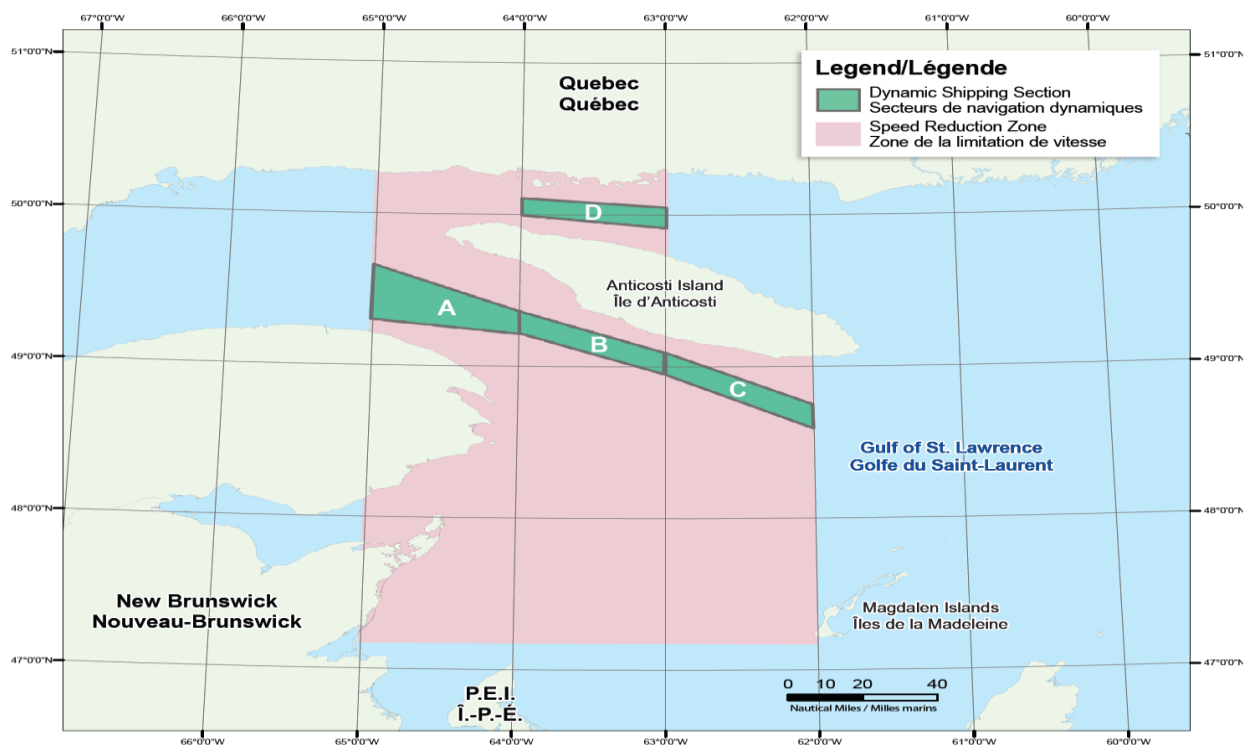 67°0'0"W 66°0'0"W 65°0'0"W 64°0'0"W 63°0'0"W 62°0'0"W 61°0'0"W 60°0'0"W
51°0'0"N
51°0'0"N
Legend/Légende
Dynamic Shipping Section
Secteurs de navigation dynamiques
Speed Reduction Zone
Zone de la limitation de vitesse
Quebec
Québec
50°0'0"N
50°0'0"N
D
Anticosti Island
Île d'Anticosti
A
B
C
49°0'0"N
49°0'0"N
Gulf of St. Lawrence
Golfe du Saint-Laurent
48°0'0"N
48°0'0"N
New Brunswick
Nouveau-Brunswick
Magdalen Islands
Îles de la Madeleine
47°0'0"N
47°0'0"N
P.E.I.
Î.-P.-É.
0 10 20 40
Nautical Miles / Milles marins
66°0'0"W 65°0'0"W 64°0'0"W 63°0'0"W 62°0'0"W 61°0'0"W 60°0'0"W